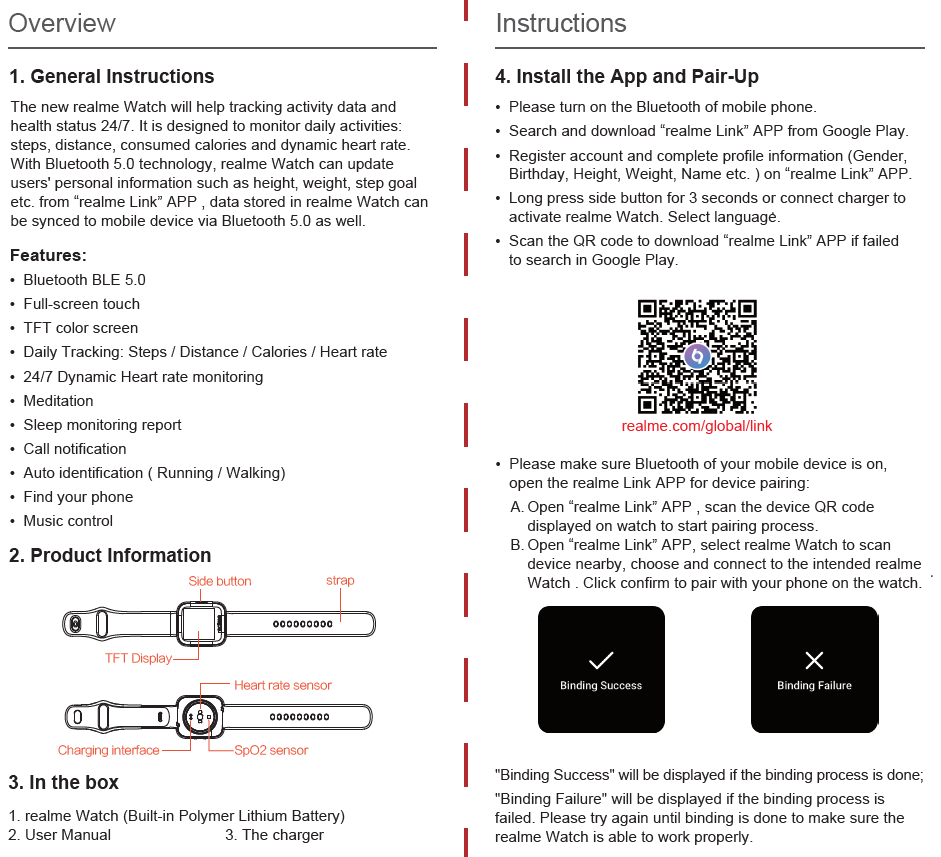 Overview
1. General Instructions
The new realme Watch will help tracking activity data and
health status 24/7. It is designed to monitor daily activities:
steps, distance, consumed calories and dynamic heart rate.
With Bluetooth 5.0 technology, realme Watch can update
users' personal information such as height, weight, step goal
etc. from “realme Link” APP , data stored in realme Watch can
be synced to mobile device via Bluetooth 5.0 as well.
Features:
• Bluetooth BLE 5.0
• Full-screen touch
• TFT color screen
• Daily Tracking: Steps / Distance / Calories / Heart rate
• 24/7 Dynamic Heart rate monitoring
• Meditation
• Sleep monitoring report
• Call notification
• Auto identification ( Running / Walking)
• Find your phone
• Music control
2. Product Information
Side button
strap
TFT Display
Heart rate sensor
Charging interface
SpO2 sensor
3. In the box
1. realme Watch (Built-in Polymer Lithium Battery)
2. User Manual 3. The charger
Instructions
4. Install the App and Pair-Up
• Please turn on the Bluetooth of mobile phone.
• Search and download “realme Link” APP from Google Play.
• Register account and complete profile information (Gender,
Birthday, Height, Weight, Name etc. ) on “realme Link” APP.
• Long press side button for 3 seconds or connect charger to
activate realme Watch. Select language.
• Scan the QR code to download “realme Link” APP if failed
to search in Google Play.
realme.com/global/link
• Please make sure Bluetooth of your mobile device is on,
open the realme Link APP for device pairing:
A. Open “realme Link” APP , scan the device QR code
displayed on watch to start pairing process.
B. Open “realme Link” APP, select realme Watch to scan
device nearby, choose and connect to the intended realme
Watch . Click confirm to pair with your phone on the watch.
Binding Success
Binding Failure
"Binding Success" will be displayed if the binding process is done;
"Binding Failure" will be displayed if the binding process is
failed. Please try again until binding is done to make sure the
realme Watch is able to work properly.